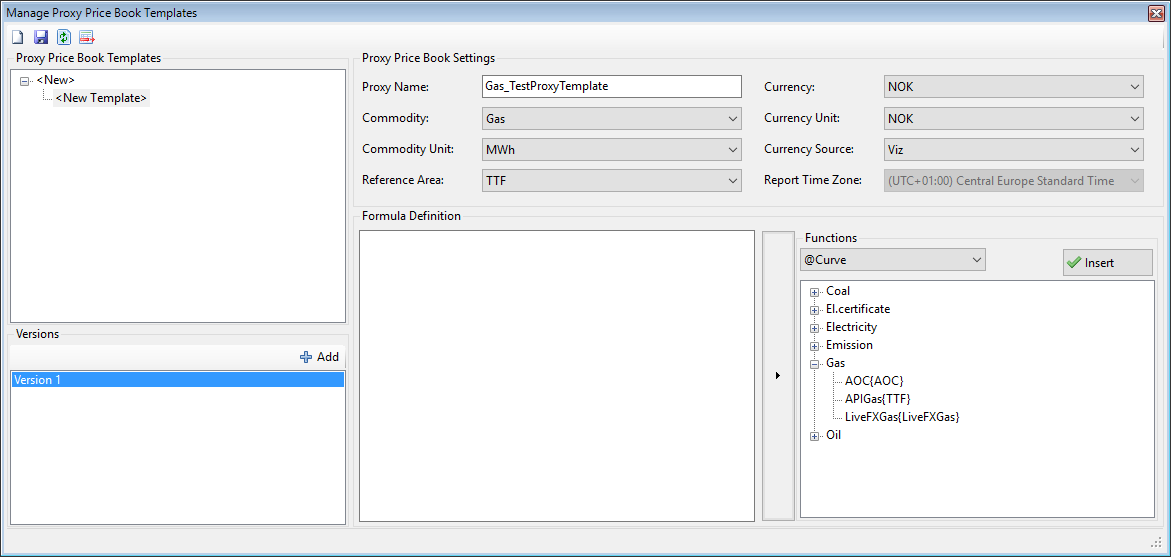 Manage Proxy Price Book Templates
Proxy Price Book Templates
<New>
<New Template>
Versions
Add
Version 1
Proxy Price Book Settings
Proxy Name: Gas_TestProxyTemplate Currency: NOK
Commodity: Gas Currency Unit: NOK
Commodity Unit: MWh Currency Source: Viz
Reference Area: TTF Report Time Zone: (UTC+01:00) Central Europe Standard Time
Formula Definition
Functions
@Curve Insert
Coal
El.certificate
Electricity
Emission
Gas
AOC{AOC}
APIGas{TTF}
LiveFXGas{LiveFXGas}
Oil